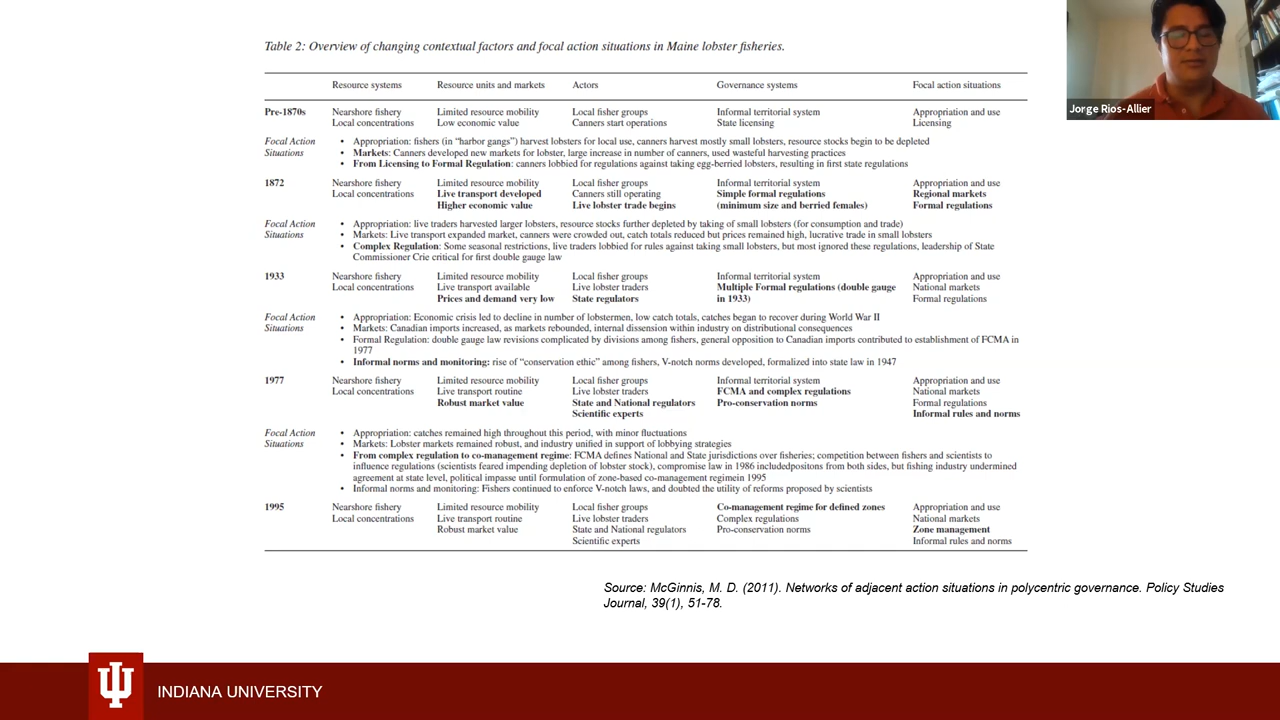 Table 2: Overview of changing contextual factors and focal action situations in Maine lobster fisheries.
Jorge Rios-Allier
Resource systems Resource units and markets Actors Governance systems Focal action situations
Pre-1870s Nearshore fishery Limited resource mobility Local fisher groups Informal territorial system Appropriation and use
Local concentrations Low economic value Canners start operations State licensing Licensing
Focal Action • Appropriation: fishers (in “harbor gangs”) harvest lobsters for local use, canners harvest mostly small lobsters, resource stocks begin to be depleted
Situations • Markets: Canners developed new markets for lobster, large increase in number of canners, used wasteful harvesting practices
• From Licensing to Formal Regulation: canners lobbied for regulations against taking egg-berried lobsters, resulting in first state regulations
1872 Nearshore fishery Limited resource mobility Local fisher groups Informal territorial system Appropriation and use
Local concentrations Live transport developed Canners still operating Simple formal regulations Regional markets
Higher economic value Live lobster trade begins (minimum size and berried females) Formal regulations
Focal Action • Appropriation: live traders harvested larger lobsters, resource stocks further depleted by taking of small lobsters (for consumption and trade)
Situations • Markets: Live transport expanded market, canners were crowded out, catch totals reduced but prices remained high, lucrative trade in small lobsters
• Complex Regulation: Some seasonal restrictions, live traders lobbied for rules against taking small lobsters, but most ignored these regulations, leadership of State
Commissioner Crie critical for first double gauge law
1933 Nearshore fishery Limited resource mobility Local fisher groups Informal territorial system Appropriation and use
Local concentrations Live transport available Live lobster traders Multiple Formal regulations (double gauge National markets
Prices and demand very low State regulators in 1933) Formal regulations
Focal Action • Appropriation: Economic crisis led to decline in number of lobstermen, low catch totals, catches began to recover during World War II
Situations • Markets: Canadian imports increased, as markets rebounded, internal dissension within industry on distributional consequences
• Formal Regulation: double gauge law revisions complicated by divisions among fishers, general opposition to Canadian imports contributed to establishment of FCMA in
1977
• Informal norms and monitoring: rise of “conservation ethic” among fishers, V-notch norms developed, formalized into state law in 1947
1977 Nearshore fishery Limited resource mobility Local fisher groups Informal territorial system Appropriation and use
Local concentrations Live transport routine Live lobster traders FCMA and complex regulations National markets
Robust market value State and National regulators Pro-conservation norms Formal regulations
Scientific experts Informal rules and norms
Focal Action • Appropriation: catches remained high throughout this period, with minor fluctuations
Situations • Markets: Lobster markets remained robust, and industry unified in support of lobbying strategies
• From complex regulation to co-management regime: FCMA defines National and State jurisdictions over fisheries; competition between fishers and scientists to
influence regulations (scientists feared impending depletion of lobster stock), compromise law in 1986 includedpositons from both sides, but fishing industry undermined
agreement at state level, political impasse until formulation of zone-based co-management regimein 1995
• Informal norms and monitoring: Fishers continued to enforce V-notch laws, and doubted the utility of reforms proposed by scientists
1995 Nearshore fishery Limited resource mobility Local fisher groups Co-management regime for defined zones Appropriation and use
Local concentrations Live transport routine Live lobster traders Complex regulations National markets
Robust market value State and National regulators Pro-conservation norms Zone management
Scientific experts Informal rules and norms
Source: McGinnis, M. D. (2011). Networks of adjacent action situations in polycentric governance. Policy Studies
Journal, 39(1), 51-78.
INDIANA UNIVERSITY